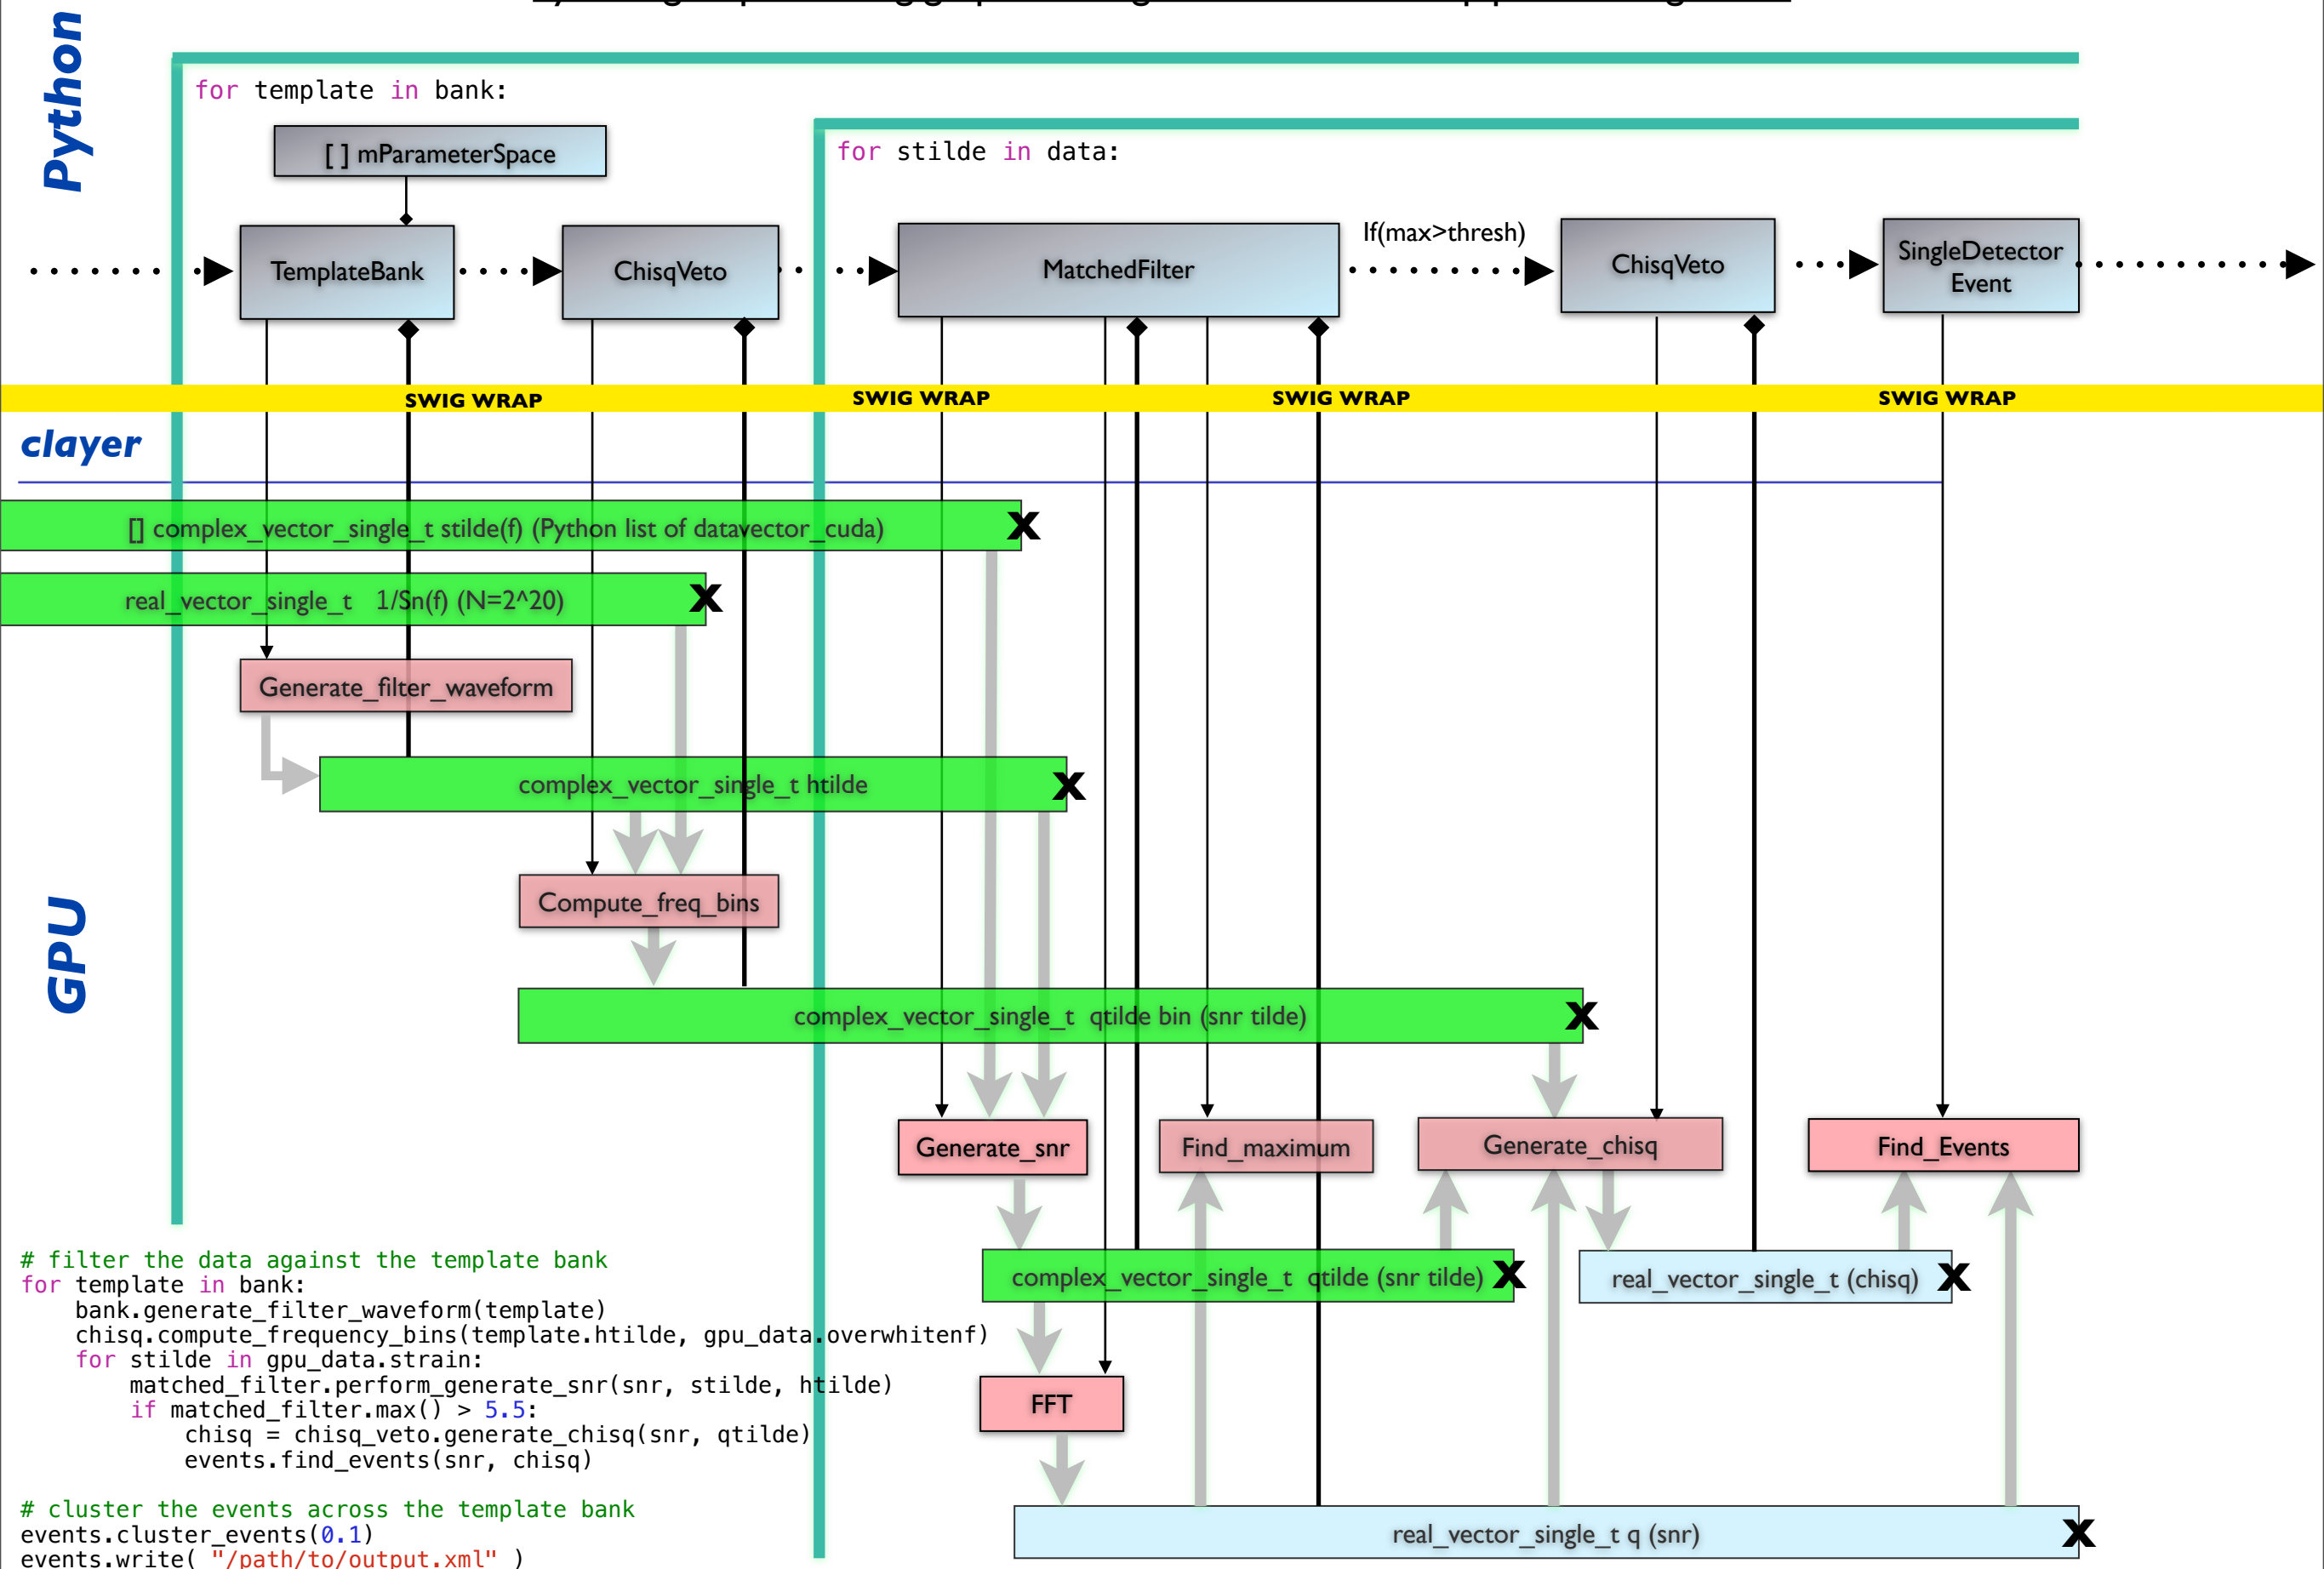 Python
for template in bank:
[ ] mParameterSpace
for stilde in data:
TemplateBank
ChisqVeto
MatchedFilter
If(max>thresh)
ChisqVeto
SingleDetector
Event
SWIG WRAP
SWIG WRAP
SWIG WRAP
SWIG WRAP
clayer
[] complex_vector_single_t stilde(f) (Python list of datavector_cuda)
real_vector_single_t 1/Sn(f) (N=2^20)
Generate_filter_waveform
complex_vector_single_t htilde
Compute_freq_bins
GPU
complex_vector_single_t qtilde bin (snr tilde)
Generate_snr
Find_maximum
Generate_chisq
Find_Events
complex_vector_single_t qtilde (snr tilde)
real_vector_single_t (chisq)
FFT
real_vector_single_t q (snr)
# filter the data against the template bank
for template in bank:
    bank.generate_filter_waveform(template)
    chisq.compute_frequency_bins(template.htilde, gpu_data.overwhitenf)
    for stilde in gpu_data.strain:
        matched_filter.perform_generate_snr(snr, stilde, htilde)
        if matched_filter.max() > 5.5:
            chisq = chisq_veto.generate_chisq(snr, qtilde)
            events.find_events(snr, chisq)
# cluster the events across the template bank
events.cluster_events(0.1)
events.write( "/path/to/output.xml" )